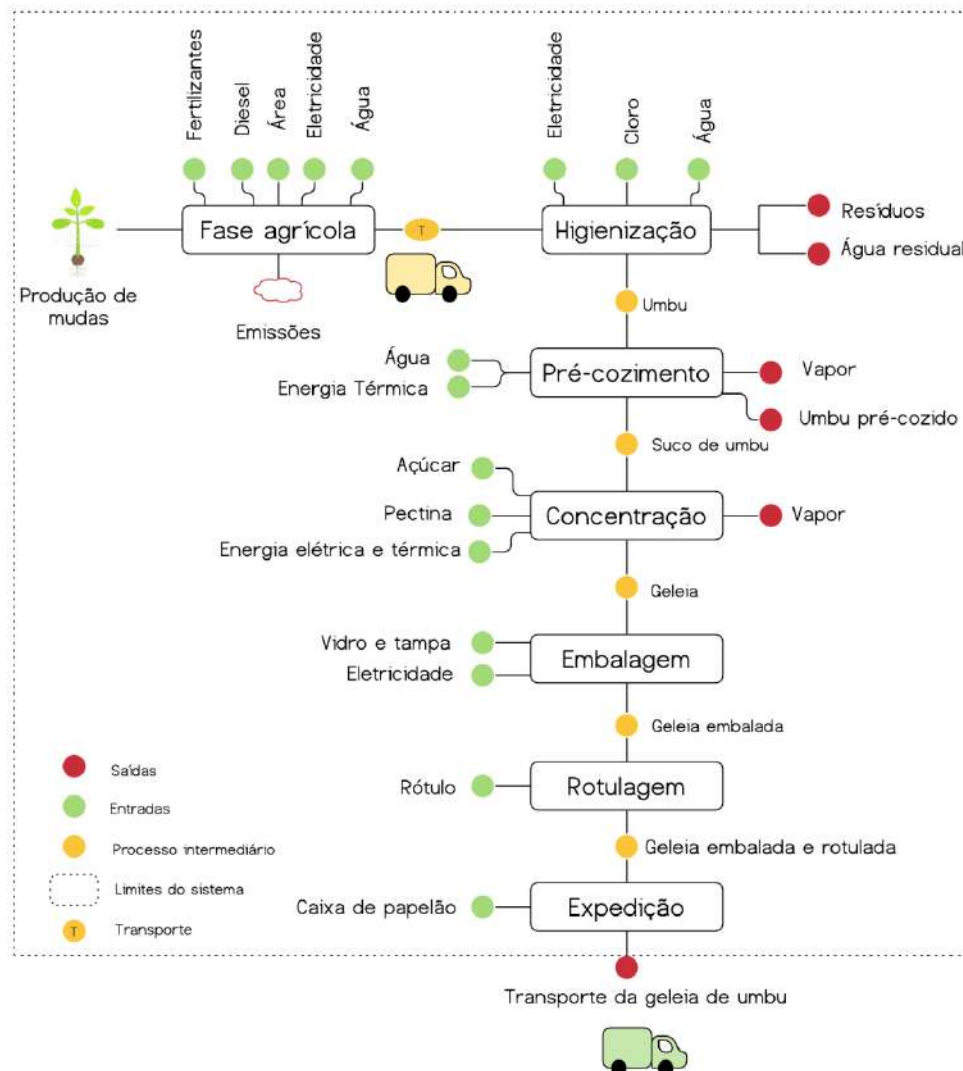 Fertilizantes
Diesel
Área
Eletricidade
Água
Eletricidade
Cloro
Água
Fase agrícola
T
Higienização
Resíduos
Água residual
Produção de
mudas
Emissões
Umbu
Água
Energia Térmica
Pré-cozimento
Vapor
Umbu pré-cozido
Suco de umbu
Açúcar
Pectina
Energia elétrica e térmica
Concentração
Vapor
Geleia
Vidro e tampa
Eletricidade
Embalagem
Geleia embalada
Rótulo
Rotulagem
Geleia embalada e rotulada
Caixa de papelão
Expedição
Transporte da geleia de umbu
Saídas
Entradas
Processo intermediário
Limites do sistema
T
Transporte